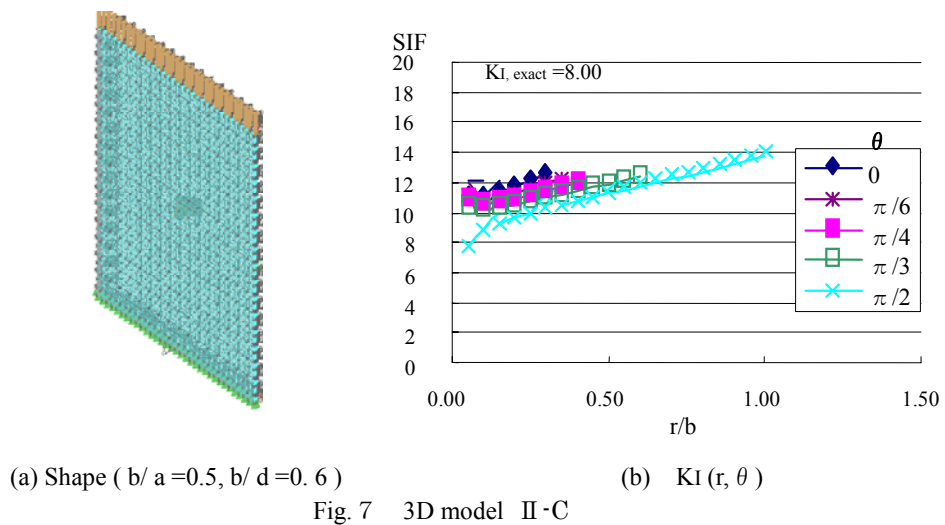 SIF
KI, exact =8.00
20
18
16
14
12
10
8
6
4
2
0
0.00 0.50 1.00 1.50
r/b
θ
0
π/6
π/4
π/3
π/2
(a) Shape ( b/ a =0.5, b/ d =0. 6 ) (b) KI (r, θ )
Fig. 7 3D model Ⅱ-C